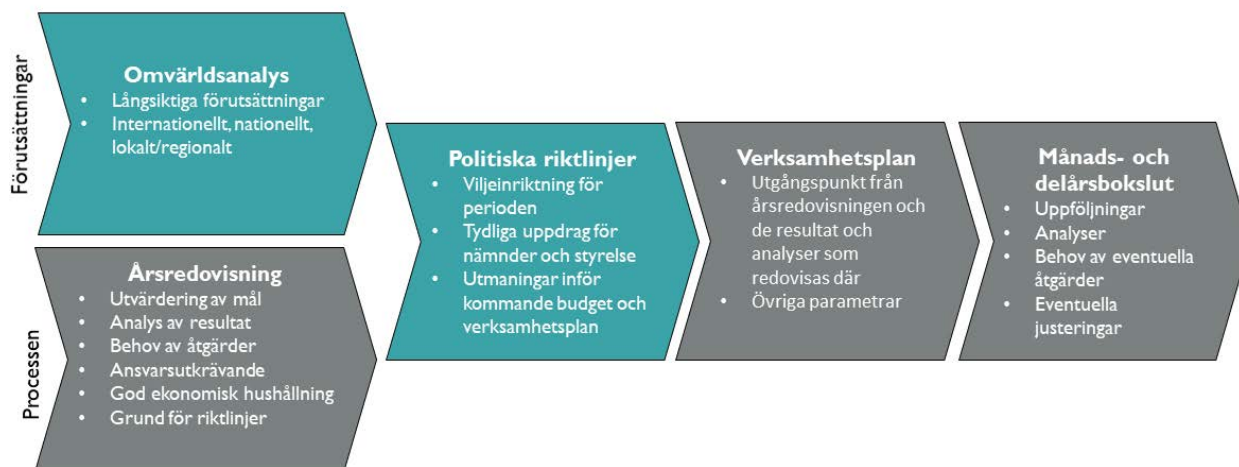 Förutsättningar
Omvärldsanalys
• Långsiktiga förutsättningar
• Internationellt, nationellt,
lokalt/regionalt
Processen
Årsredovisning
• Utvärdering av mål
• Analys av resultat
• Behov av åtgärder
• Ansvarsutkrävande
• God ekonomisk hushållning
• Grund för riktlinjer
Politiska riktlinjer
• Viljeinriktning för
perioden
• Tydliga uppdrag för
nämnder och styrelse
• Utmaningar inför
kommande budget och
verksamhetsplan
Verksamhetsplan
• Utgångspunkt från
årsredovisningen och
de resultat och
analyser som
redovisas där
• Övriga parametrar
Månads- och
delårsbokslut
• Uppföljningar
• Analyser
• Behov av eventuella
åtgärder
• Eventuella
justeringar